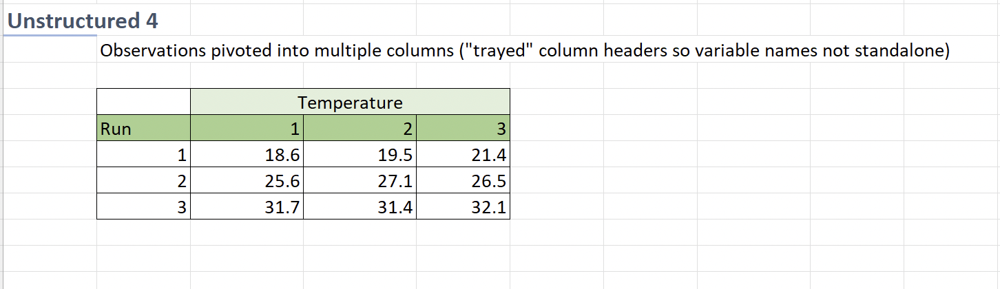 Unstructured 4
Observations pivoted into multiple columns ("trayed" column headers so variable names not standalone)
Temperature
Run 1 2 3
1 18.6 19.5 21.4
2 25.6 27.1 26.5
3 31.7 31.4 32.1